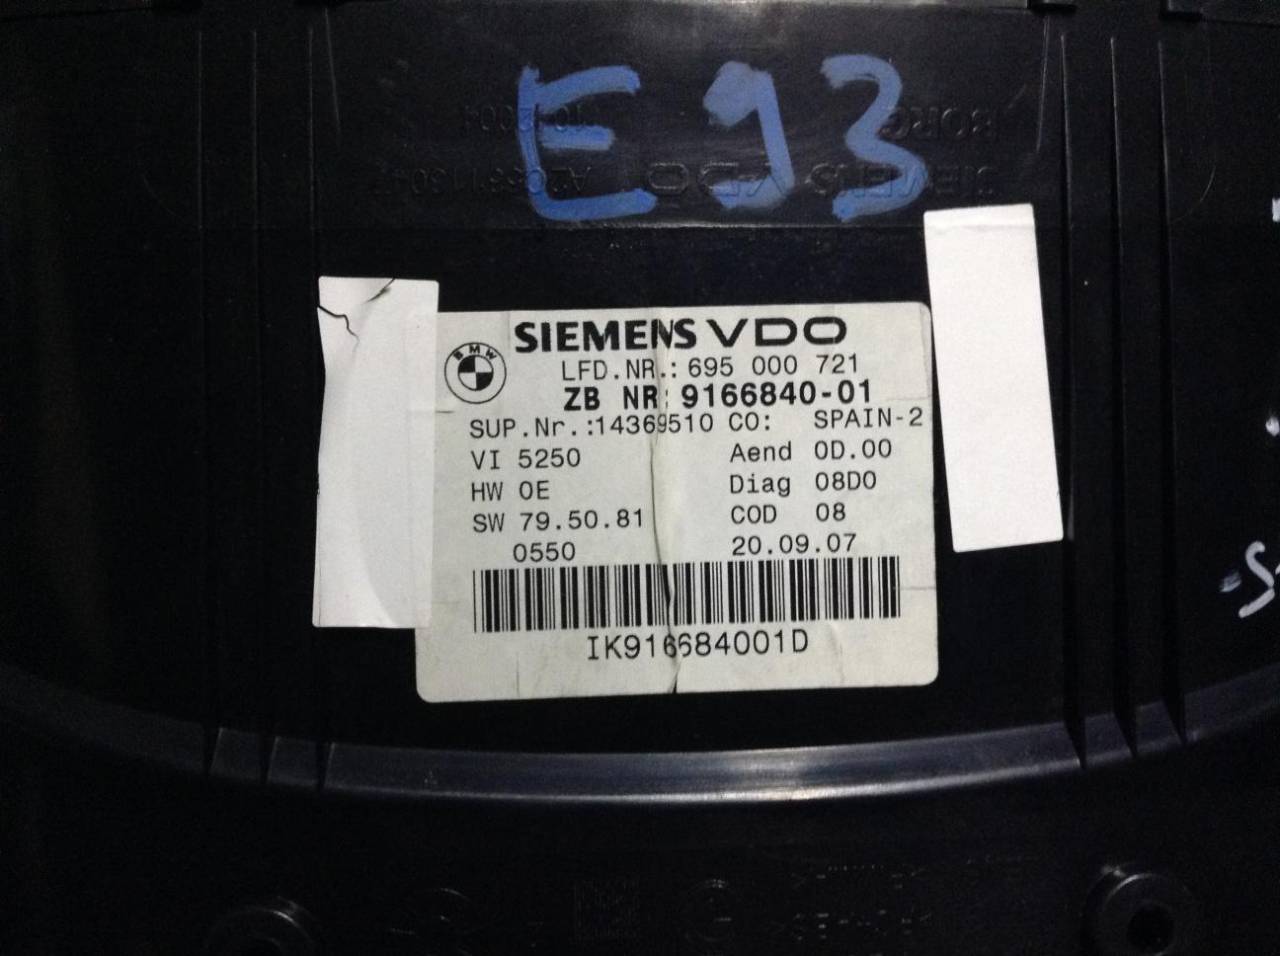 E93
SIEMENS VDO
BMW
LFD.NR.: 695 000 721
ZB NR: 9166840-01
SUP.Nr.:14369510 CO: SPAIN-2
VI 5250 Aend 0D.00
HW 0E Diag 08D0
SW 79.50.81 COD 08
0550 20.09.07
IK916684001D